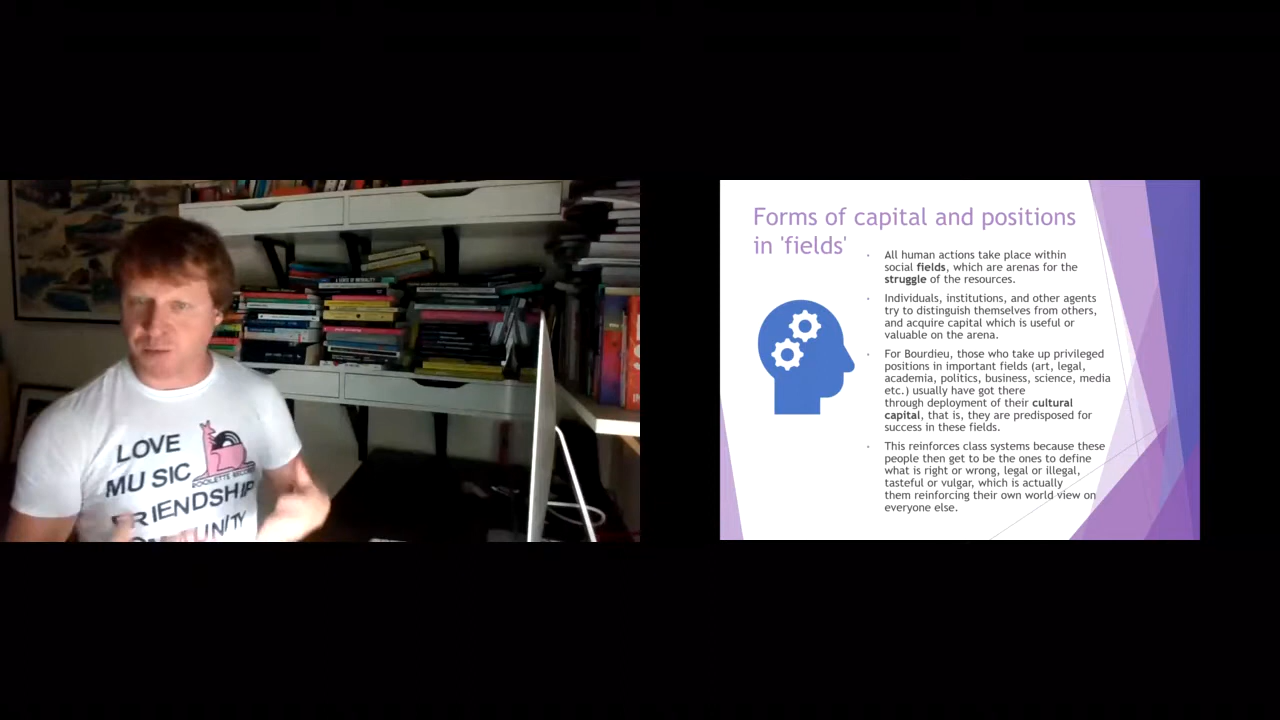 LOVE
MUSIC
FRIENDSHIP
Forms of capital and positions
in 'fields'
All human actions take place within
social fields, which are arenas for the
struggle of the resources.
Individuals, institutions, and other agents
try to distinguish themselves from others,
and acquire capital which is useful or
valuable on the arena.
For Bourdieu, those who take up privileged
positions in important fields (art, legal,
academia, politics, business, science, media
etc.) usually have got there
through deployment of their cultural
capital, that is, they are predisposed for
success in these fields.
This reinforces class systems because these
people then get to be the ones to define
what is right or wrong, legal or illegal,
tasteful or vulgar, which is actually
them reinforcing their own world view on
everyone else.